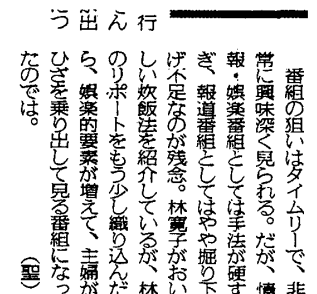 番組の狙いはタイムリーで、非
常に興味深く見られる。だが、情
報・娯楽番組としては手法が硬す
ぎ、報道番組としてはやや掘り下
げ不足なのが残念。林寛子がおい
しい炊飯法を紹介しているが、林
のリポートをもう少し織り込んだ
ら、娯楽的要素が増えて、主婦が
ひざを乗り出して見る番組になっ
たのでは。
（聖）
行
ん
出
つ